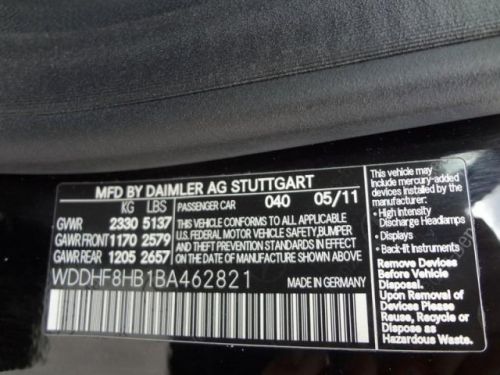 MFD BY DAIMLER AG STUTTGART
KG LBS PASSENGER CAR 040 05/11
GVWR 2330 5137
GAWR FRONT 1170 2579
GAWR REAR 1205 2657
THIS VEHICLE CONFORMS TO ALL APPLICABLE
U.S. FEDERAL MOTOR VEHICLE SAFETY, BUMPER
AND THEFT PREVENTION STANDARDS IN EFFECT
ON THE DATE OF MANUFACTURE SHOWN ABOVE.
WDDHF8HB1BA462821
MADE IN GERMANY
This vehicle may
include mercury-added
devices installed by the
manufacturer:
• High Intensity
Discharge Headlamps
• Displays
• Back-fit Instruments
Remove Devices
Before Vehicle
Disposal.
Upon Removal of
Devices Please
Reuse, Recycle or
Dispose as
Hazardous Waste.